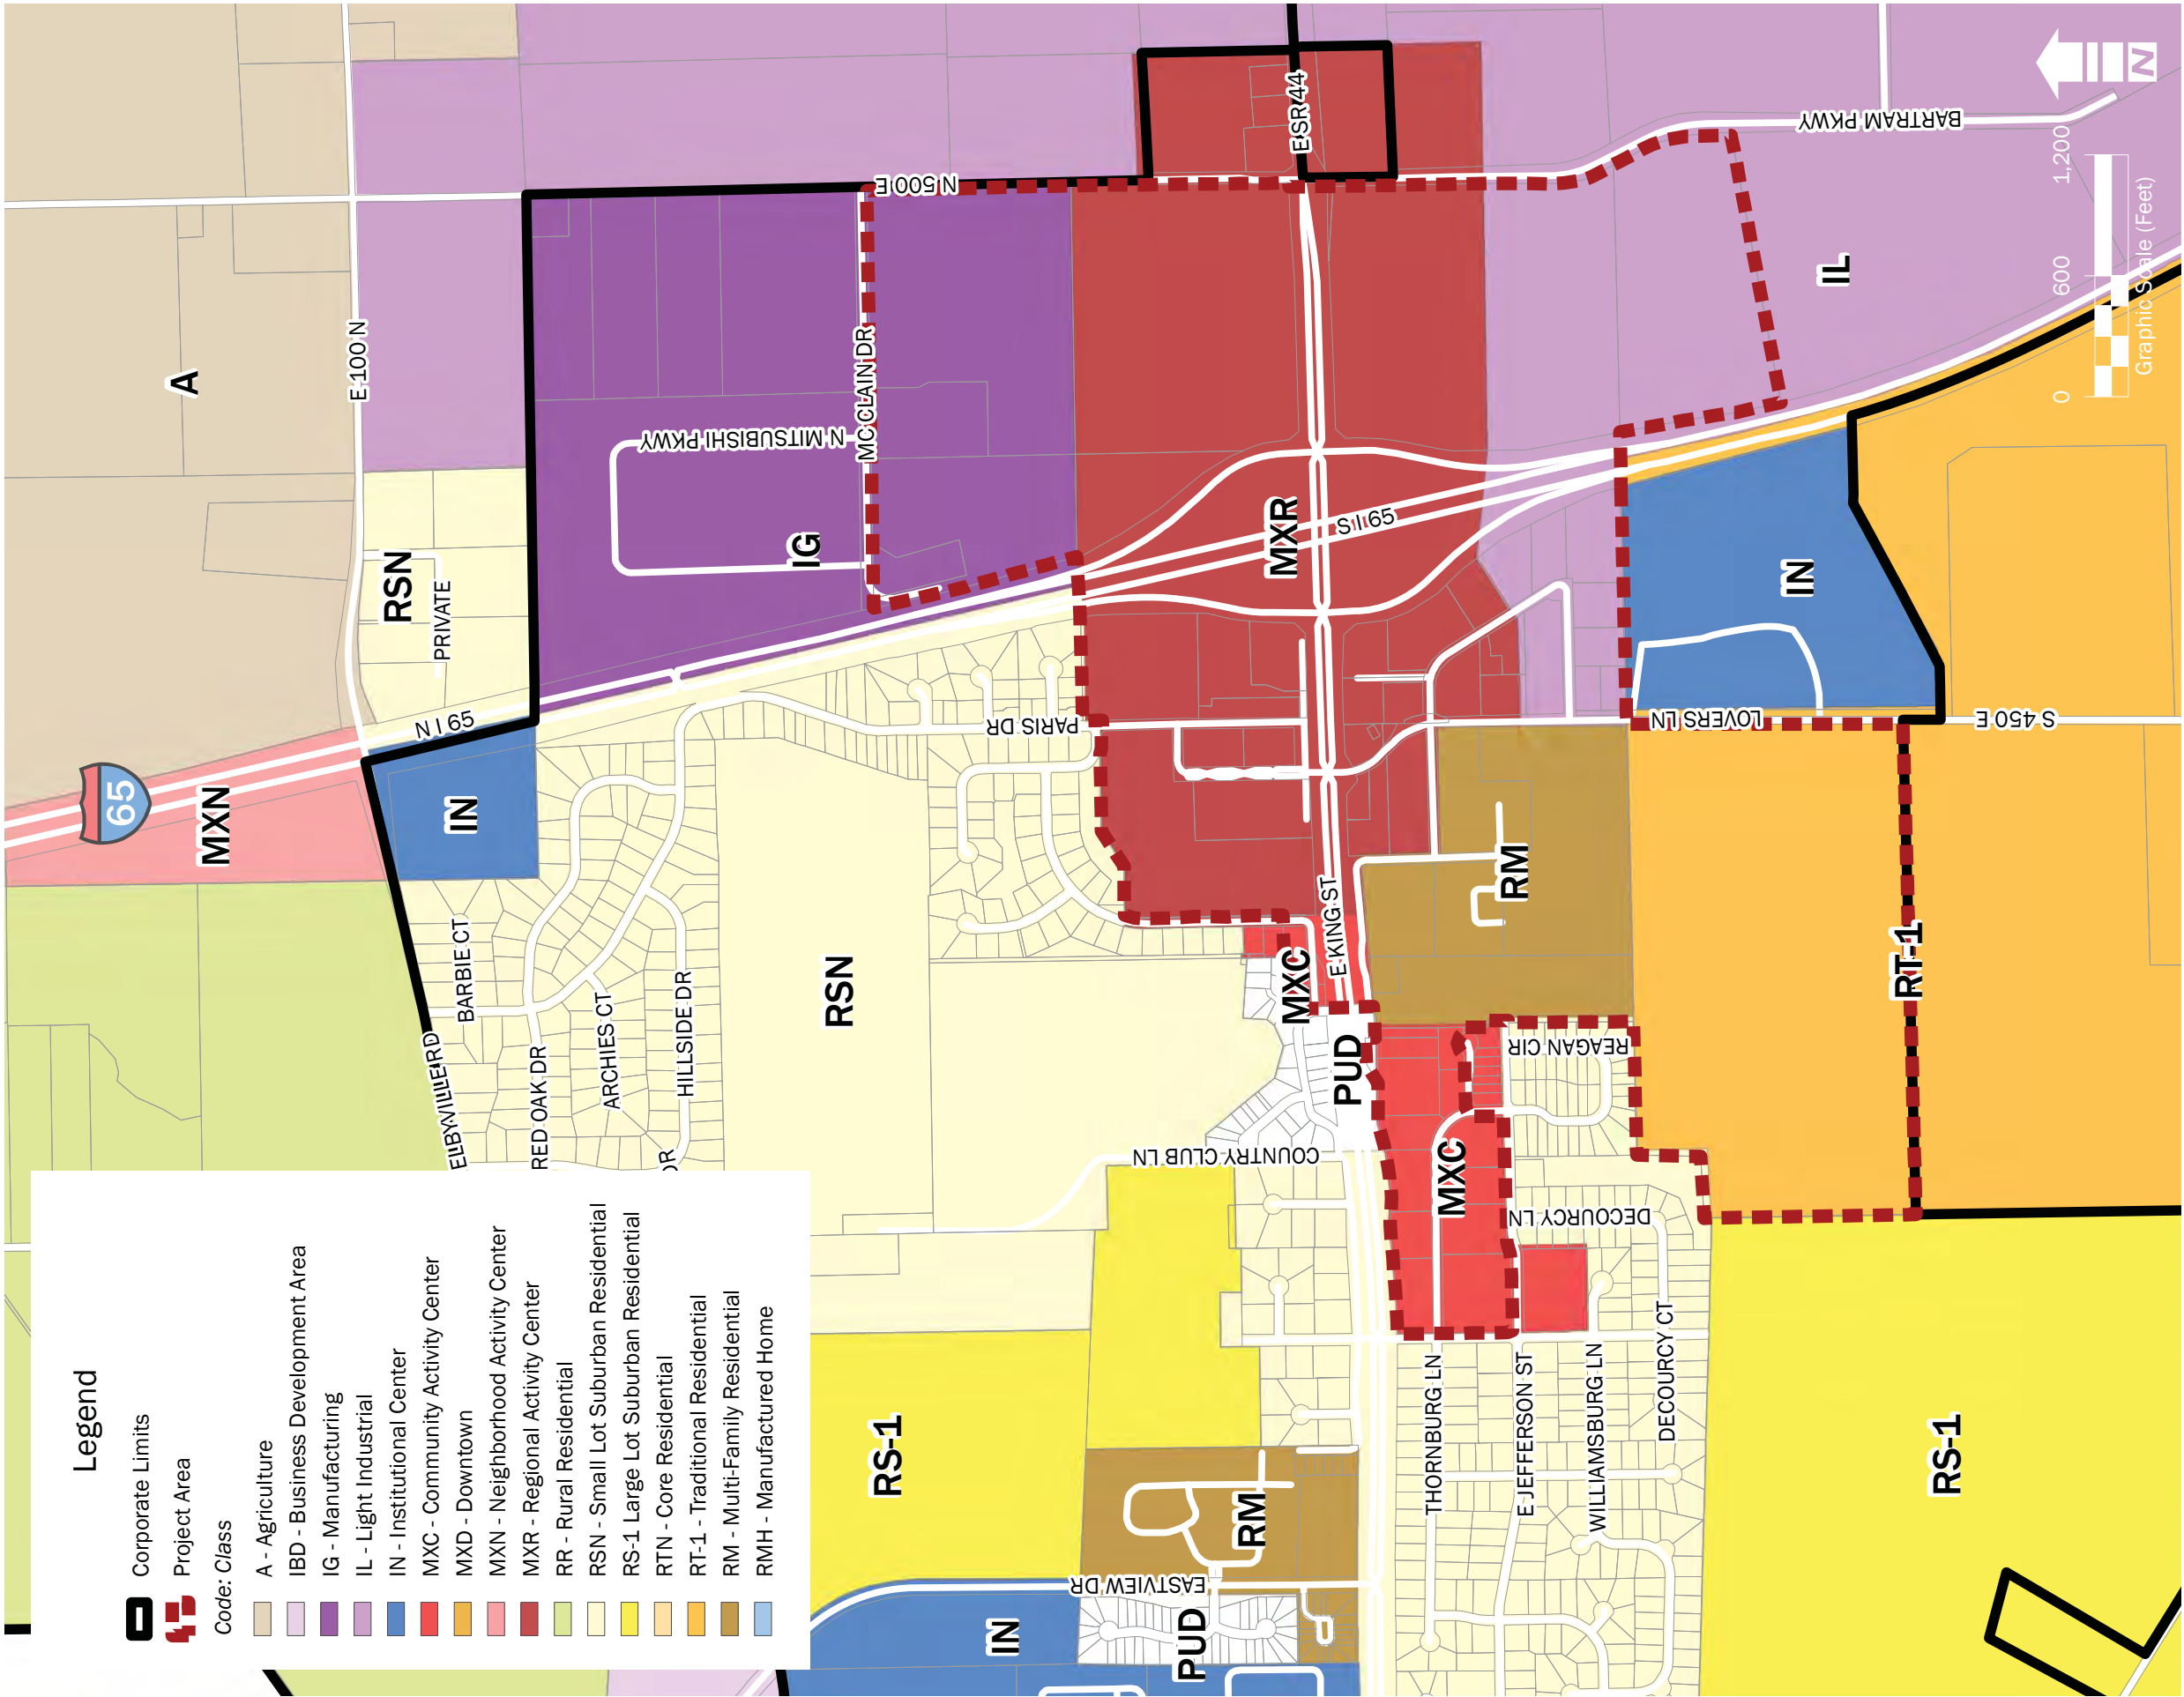 Legend
Corporate Limits
Project Area
Code: Class
A - Agriculture
IBD - Business Development Area
IG - Manufacturing
IL - Light Industrial
IN - Institutional Center
MXC - Community Activity Center
MXD - Downtown
MXN - Neighborhood Activity Center
MXR - Regional Activity Center
RR - Rural Residential
RSN - Small Lot Suburban Residential
RS-1 Large Lot Suburban Residential
RTN - Core Residential
RT-1 - Traditional Residential
RM - Multi-Family Residential
RMH - Manufactured Home
65
MXN
A
E 100 N
RSN
PRIVATE
N I 65
IN
BARBIE CT
RED OAK DR
ARCHIES CT
HILLSIDE DR
DR
RSN
IG
N MITSUBISHI PKWY
MC CLAIN DR
N 500 E
PARIS DR
MXR
S I 65
E SR 44
E KING ST
MXC
PUD
COUNTRY CLUB LN
RS-1
RM
EASTVIEW DR
IN
PUD
MXC
RM
REAGAN CIR
DECOURCY LN
THORNBURG LN
E JEFFERSON ST
WILLIAMSBURG LN
DECOURCY CT
LOVERS LN
IN
S 450 E
RT-1
RS-1
IL
BARTRAM PKWY
N
0 600 1,200
Graphic Scale (Feet)